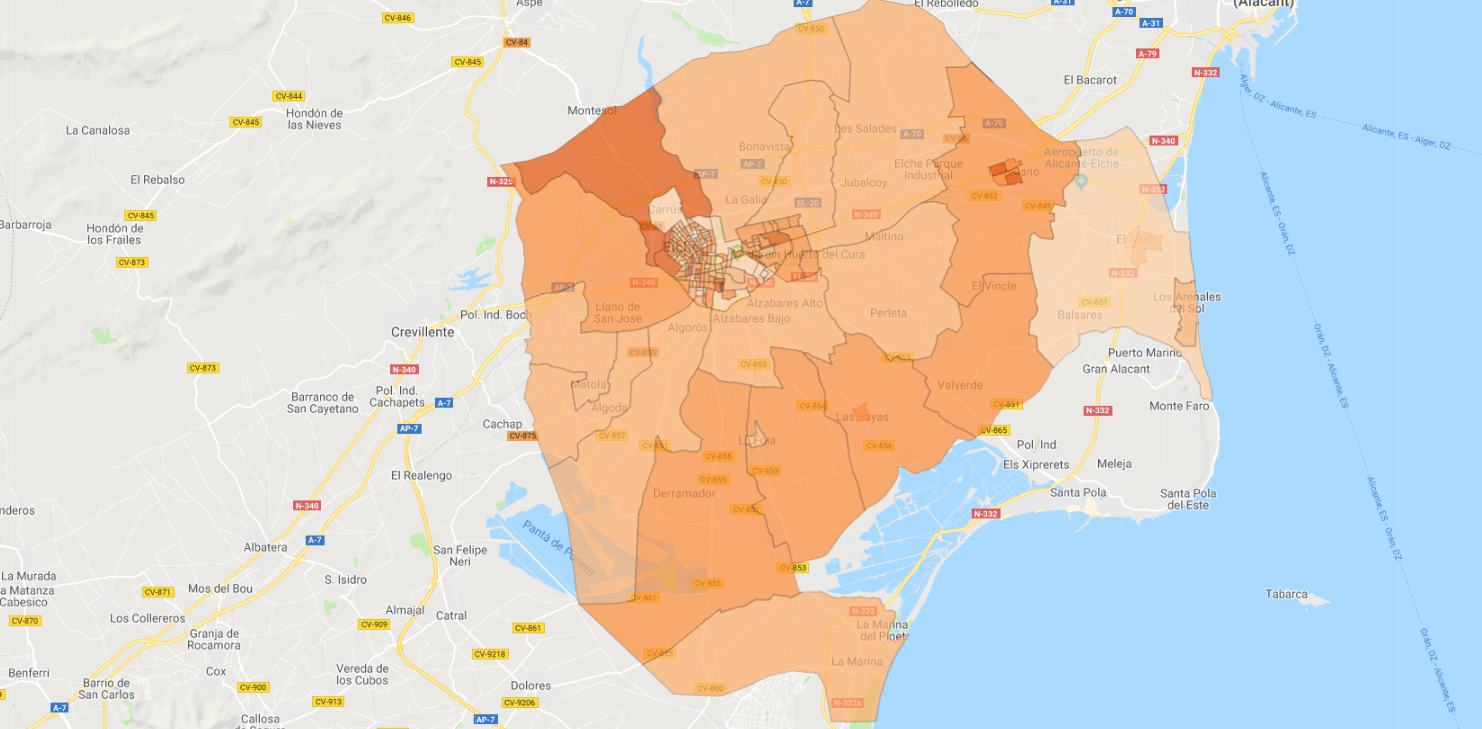 Aspe
A-7
El Rebolledo
A-31
(Alacant)
CV-846
A-70
A-31
CV-850
CV-84
A-79
CV-845
N-332
El Bacarot
CV-844
Montesol
Hondón de
las Nieves
CV-845
La Canalosa
Alger, DZ - Alicante, ES
Alicante, ES - Alger, DZ
Les Salades
A-70
A-70
N-340
Bonavista
AP-7
AP-7
Elche Parque
Industrial
Aeropuerto de
Alicante-Elche
El Rebalso
N-325
CV-850
Jubalcoy
CV-852
N-332
La Galia
EL-20
CV-849
Carrús
N-340
CV-845
Barbarroja
Hondón de
los Frailes
Maitino
Elche
Huerto del Cura
CV-873
N-340
N-340
N-332
AP-7
El Vincle
Alicante, ES - Orán, DZ
Llano de
San Jose
Alzabares Alto
Los Arenales
del Sol
CV-851
Pol. Ind. Boch
Algorós
Alzabares Bajo
Perleta
Balsares
Crevillente
Puerto Marino
CV-873
N-340
CV-853
CV-865
Gran Alacant
Orán, DZ - Alicante, ES
Matola
Valverde
Pol. Ind.
Cachapets
Barranco de
San Cayetano
A-7
Algoda
CV-854
CV-851
Monte Faro
Las Bayas
N-332
Cachap
AP-7
CV-875
CV-857
CV-851
La Foia
CV-865
CV-856
Pol. Ind.
CV-855
Els Xiprerets
Meleja
El Realengo
CV-853
CV-855
Derramador
Santa Pola
Santa Pola
del Este
N-340
CV-851
N-332
Alicante, ES - Orán, DZ
Pantà de Ponent
A-7
Albatera
San Felipe
Neri
La Murada
S. Isidro
CV-853
CV-855
a Matanza
Cabesico
CV-871
Mos del Bou
CV-861
Tabarca
Los Collereros
Almajal
Catral
N-332
CV-870
CV-909
CV-861
La Marina
del Pinet
Granja de
Rocamora
CV-9218
CV-855
La Marina
Orán, DZ - Alicante, ES
Benferri
Cox
Vereda de
los Cubos
Barrio de
San Carlos
CV-900
Dolores
CV-860
CV-913
CV-9206
N-332a
A-7
Callosa
AP-7